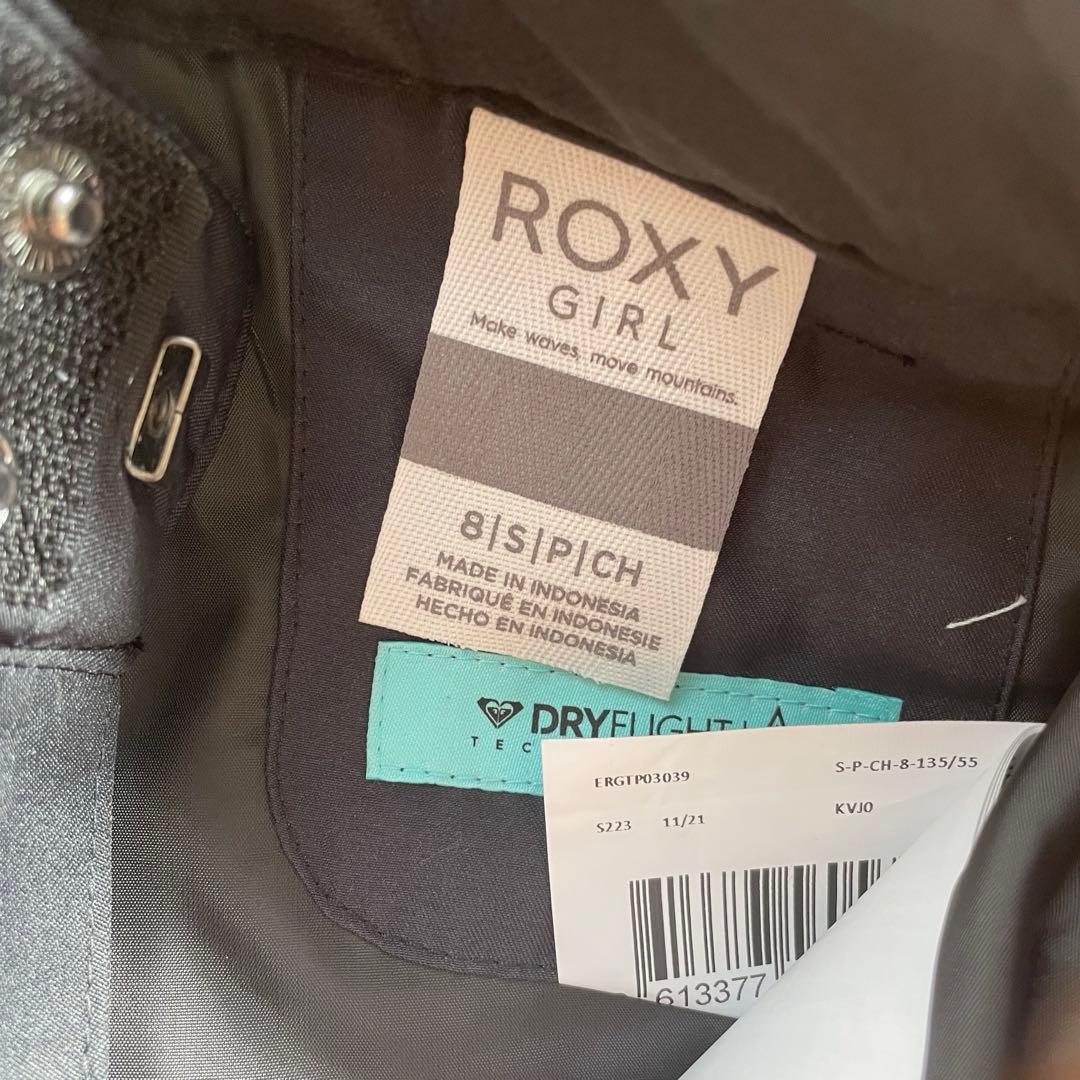 ROXY
GIRL
Make waves, move mountains.
8|S|P|CH
MADE IN INDONESIA
FABRIQUÉ EN INDONESIE
HECHO EN INDONESIA
DRYFLIGHT
ERGTP03039 S-P-CH-8-135/55
S223 11/21 KVJ0
613377